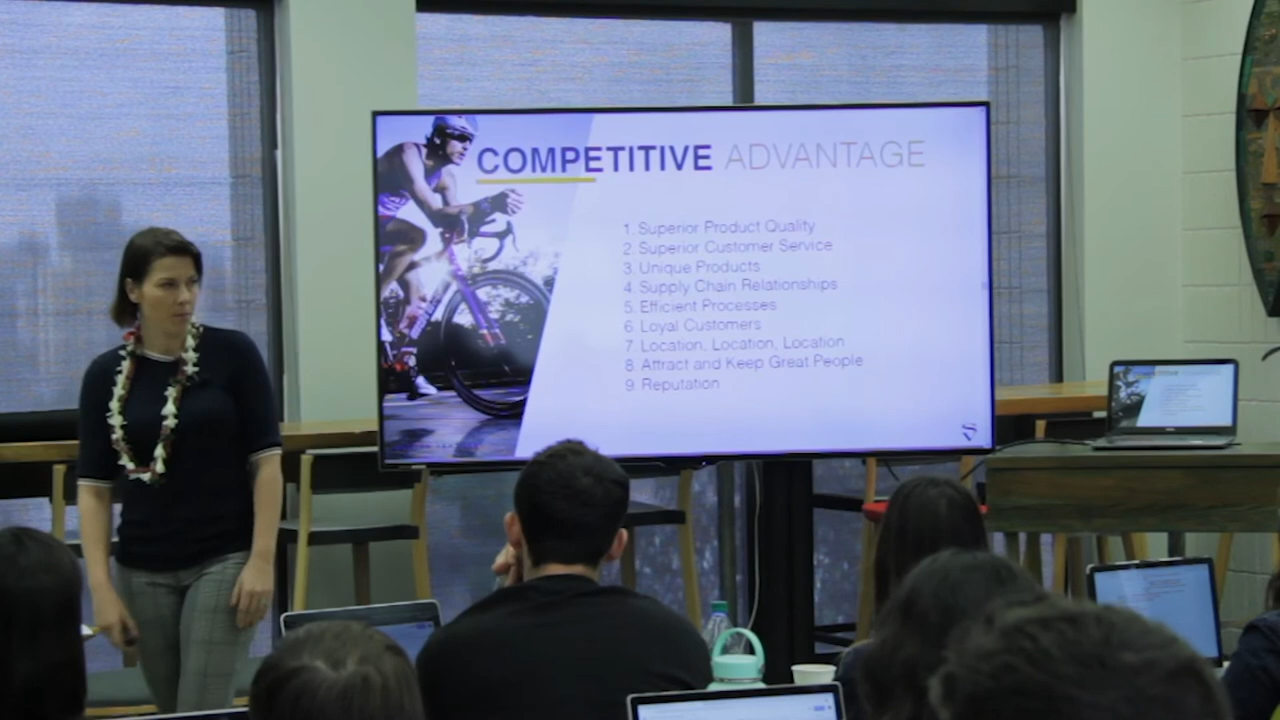 COMPETITIVE ADVANTAGE
1. Superior Product Quality
2. Superior Customer Service
3. Unique Products
4. Supply Chain Relationships
5. Efficient Processes
6. Loyal Customers
7. Location, Location, Location
8. Attract and Keep Great People
9 Reputation